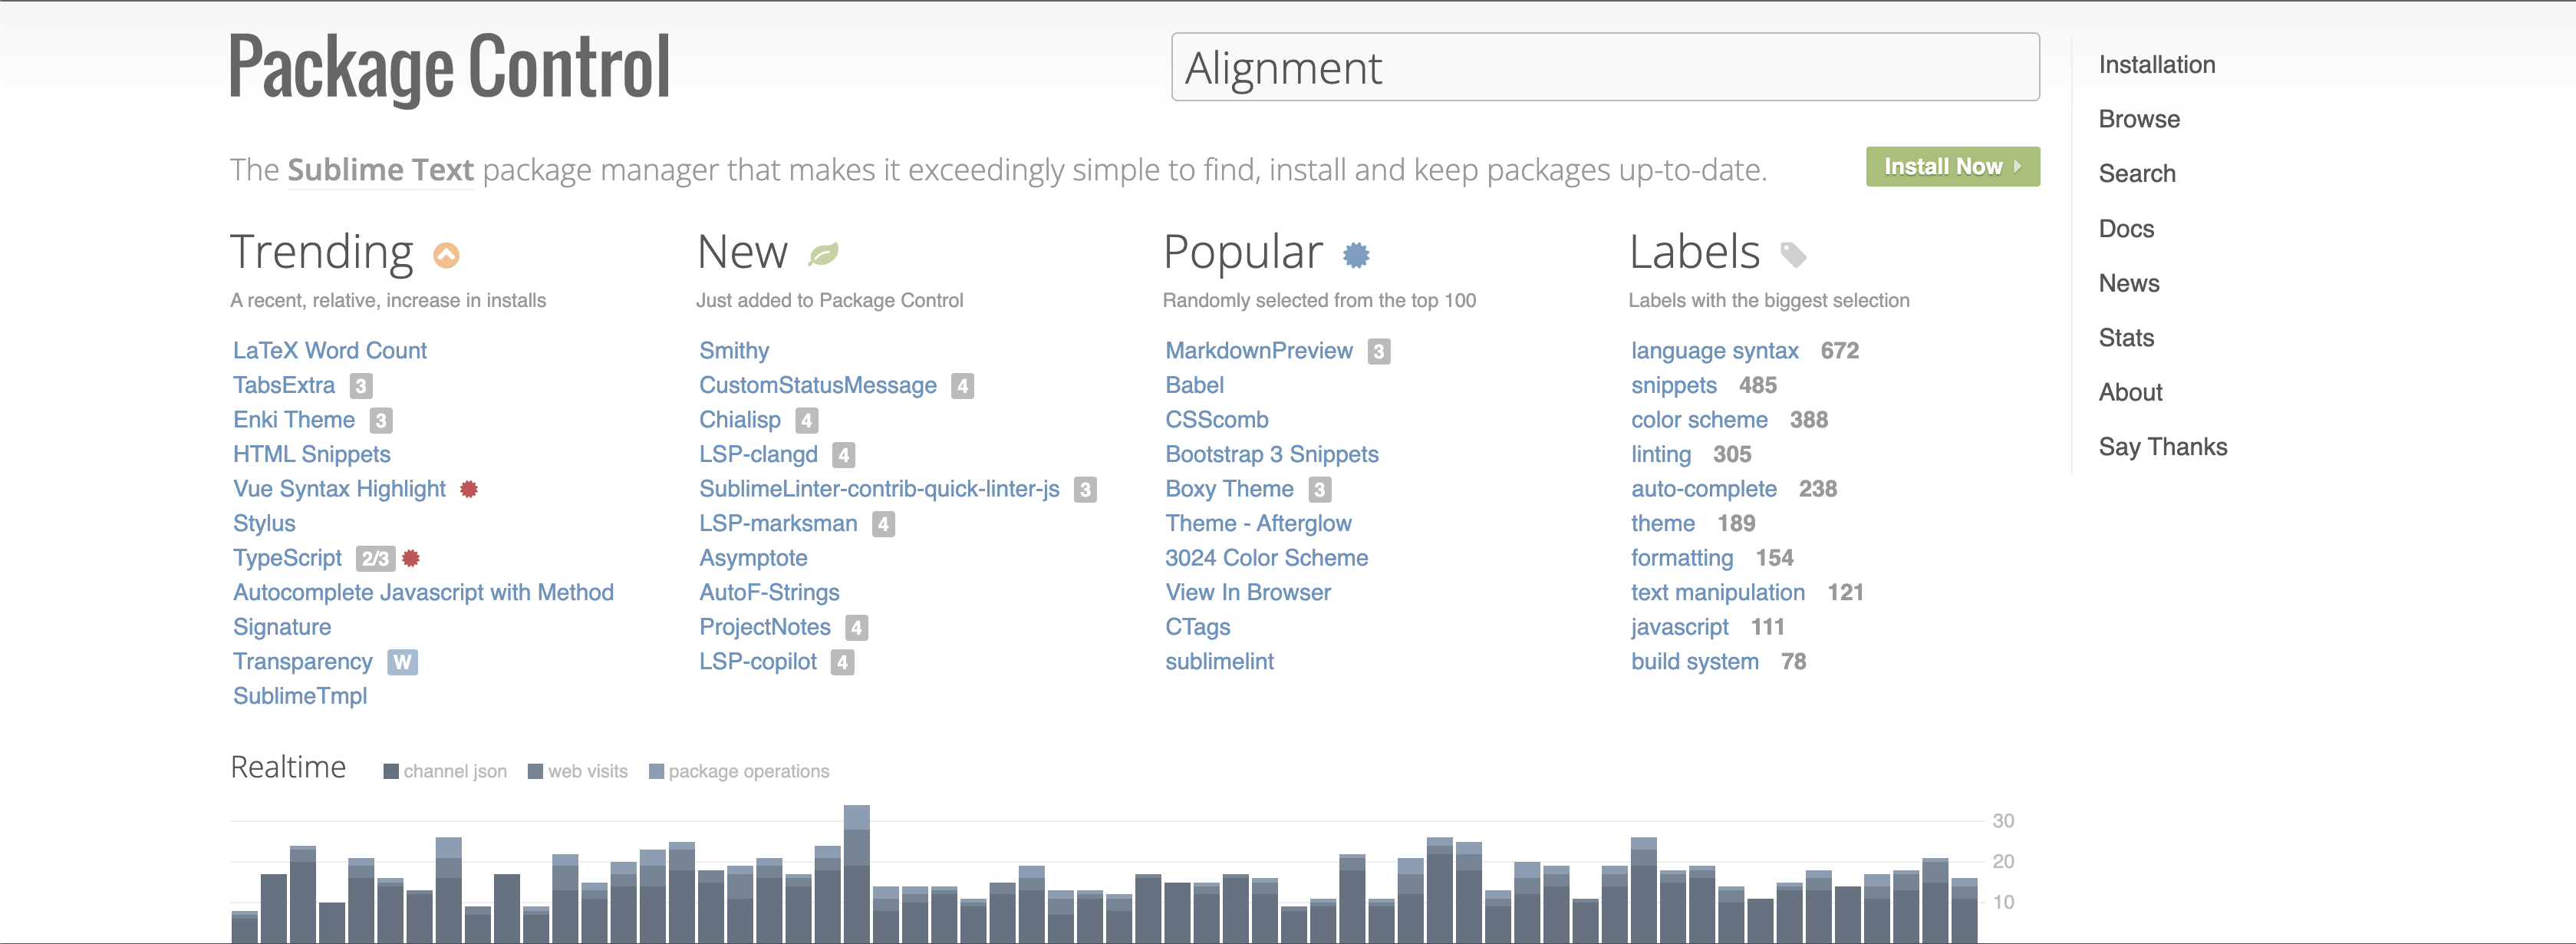 Package Control
Alignment
The Sublime Text package manager that makes it exceedingly simple to find, install and keep packages up-to-date.
Install Now
Installation
Browse
Search
Docs
News
Stats
About
Say Thanks
Trending
A recent, relative, increase in installs
LaTeX Word Count
TabsExtra 3
Enki Theme 3
HTML Snippets
Vue Syntax Highlight
Stylus
TypeScript 2/3
Autocomplete Javascript with Method
Signature
Transparency W
SublimeTmpl
New
Just added to Package Control
Smithy
CustomStatusMessage 4
Chialisp 4
LSP-clangd 4
SublimeLinter-contrib-quick-linter-js 3
LSP-marksman 4
Asymptote
AutoF-Strings
ProjectNotes 4
LSP-copilot 4
Popular
Randomly selected from the top 100
MarkdownPreview 3
Babel
CSScomb
Bootstrap 3 Snippets
Boxy Theme 3
Theme - Afterglow
3024 Color Scheme
View In Browser
CTags
sublimelint
Labels
Labels with the biggest selection
language syntax 672
snippets 485
color scheme 388
linting 305
auto-complete 238
theme 189
formatting 154
text manipulation 121
javascript 111
build system 78
Realtime channel json web visits package operations
30
20
10